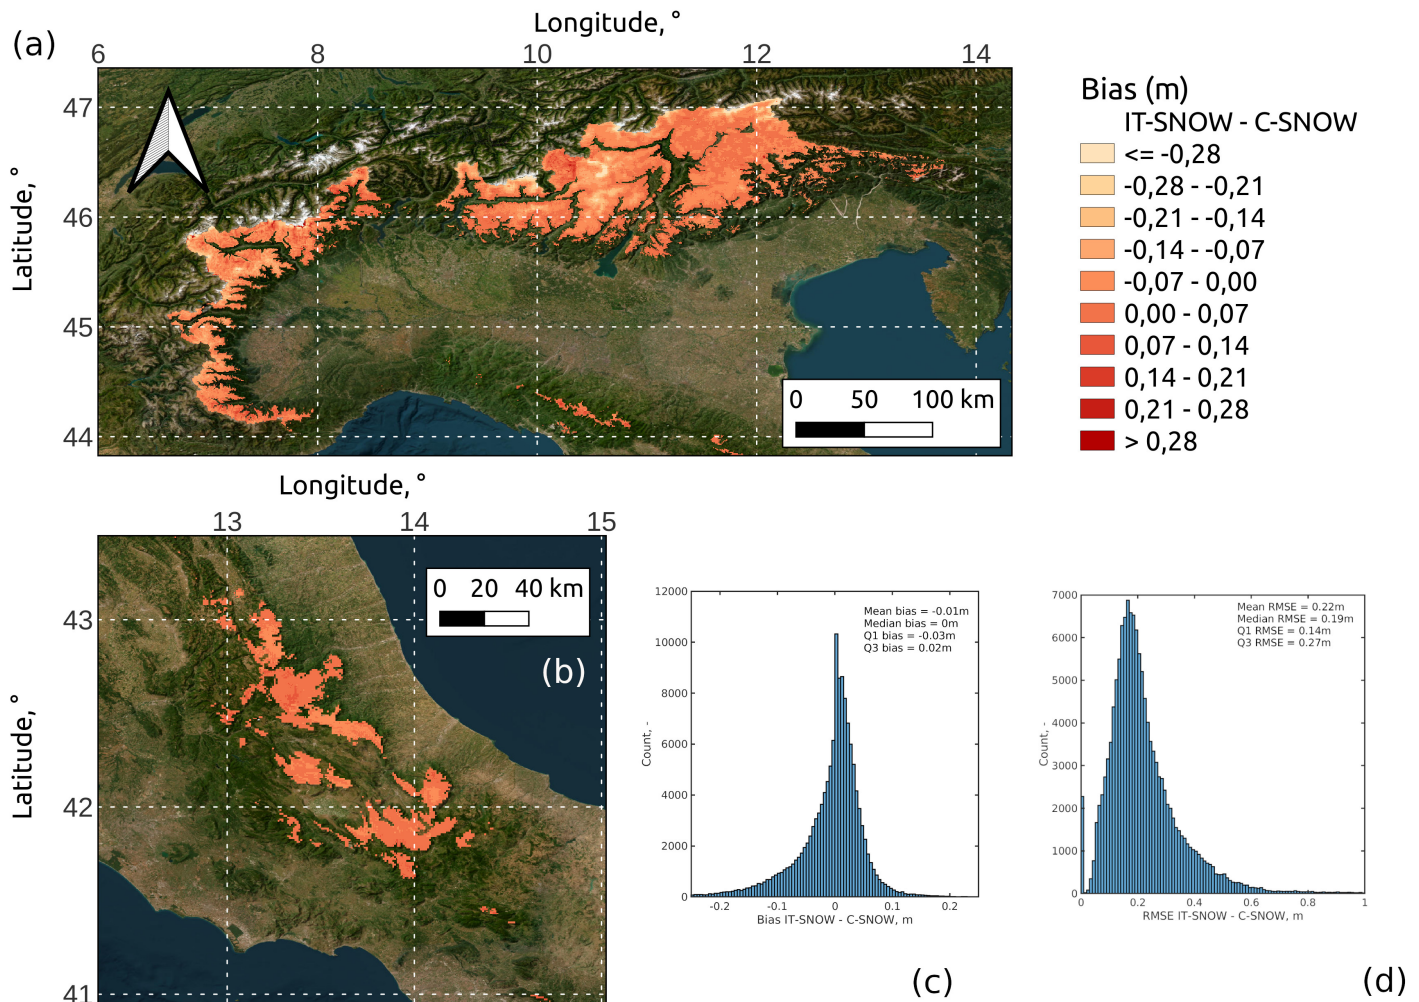 (a)
Longitude, °
6 8 10 12 14
Latitude, °
47
46
45
44
0 50 100 km
Bias (m)
IT-SNOW - C-SNOW
<= -0,28
-0,28 - -0,21
-0,21 - -0,14
-0,14 - -0,07
-0,07 - 0,00
0,00 - 0,07
0,07 - 0,14
0,14 - 0,21
0,21 - 0,28
> 0,28
Longitude, °
13 14 15
Latitude, °
43
42
41
0 20 40 km
(b)
12000
10000
8000
6000
4000
2000
0
Count, -
Mean bias = -0.01m
Median bias = 0m
Q1 bias = -0.03m
Q3 bias = 0.02m
-0.2 -0.1 0 0.1 0.2
Bias IT-SNOW - C-SNOW, m
(c)
7000
6000
5000
4000
3000
2000
1000
0
Count, -
Mean RMSE = 0.22m
Median RMSE = 0.19m
Q1 RMSE = 0.14m
Q3 RMSE = 0.27m
0 0.2 0.4 0.6 0.8 1
RMSE IT-SNOW - C-SNOW, m
(d)